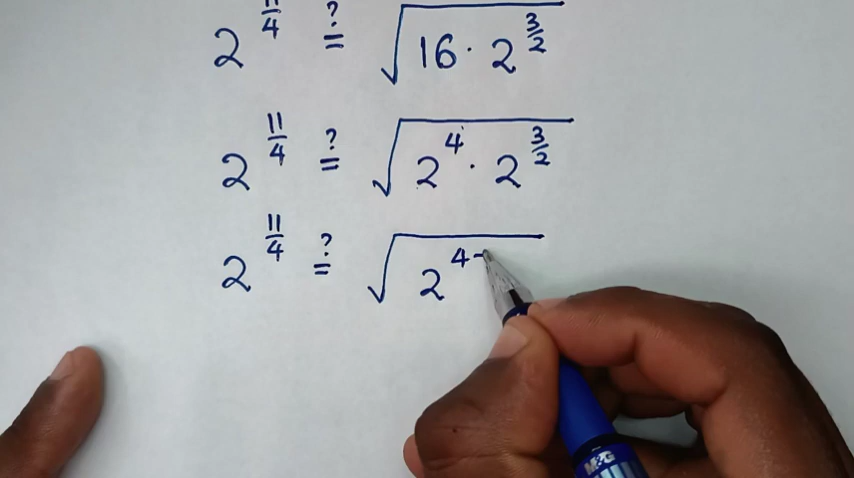 2^{11/4} ≟ √(16 · 2^{3/2})
2^{11/4} ≟ √(2^4 · 2^{3/2})
2^{11/4} ≟ √(2^{4-
M&G